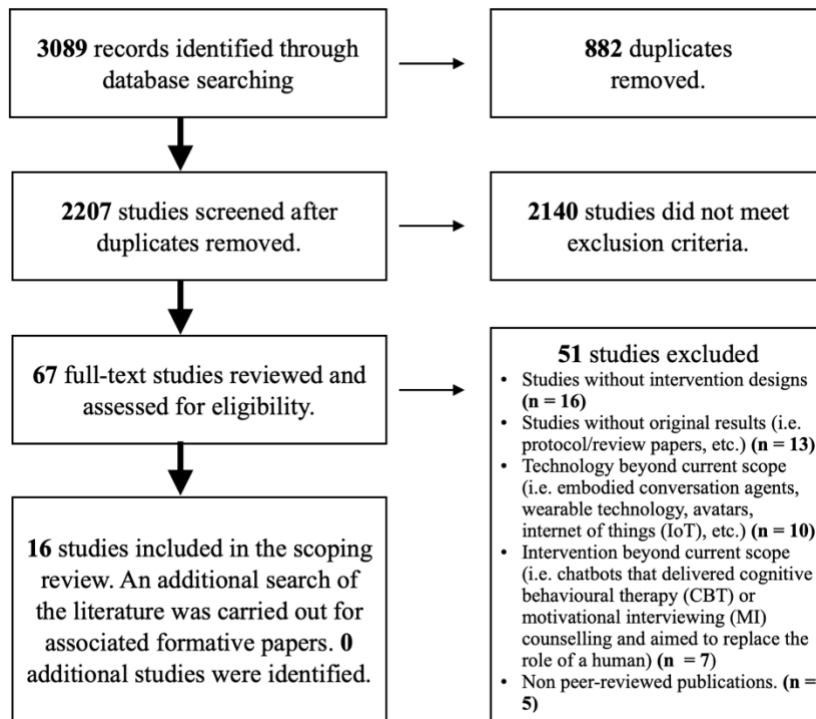 3089 records identified through
database searching
882 duplicates
removed.
2207 studies screened after
duplicates removed.
2140 studies did not meet
exclusion criteria.
67 full-text studies reviewed and
assessed for eligibility.
51 studies excluded
• Studies without intervention designs
(n = 16)
• Studies without original results (i.e.
protocol/review papers, etc.) (n = 13)
• Technology beyond current scope
(i.e. embodied conversation agents,
wearable technology, avatars,
internet of things (IoT), etc.) (n = 10)
• Intervention beyond current scope
(i.e. chatbots that delivered cognitive
behavioural therapy (CBT) or
motivational interviewing (MI)
counselling and aimed to replace the
role of a human) (n = 7)
• Non peer-reviewed publications. (n =
5)
16 studies included in the scoping
review. An additional search of
the literature was carried out for
associated formative papers. 0
additional studies were identified.